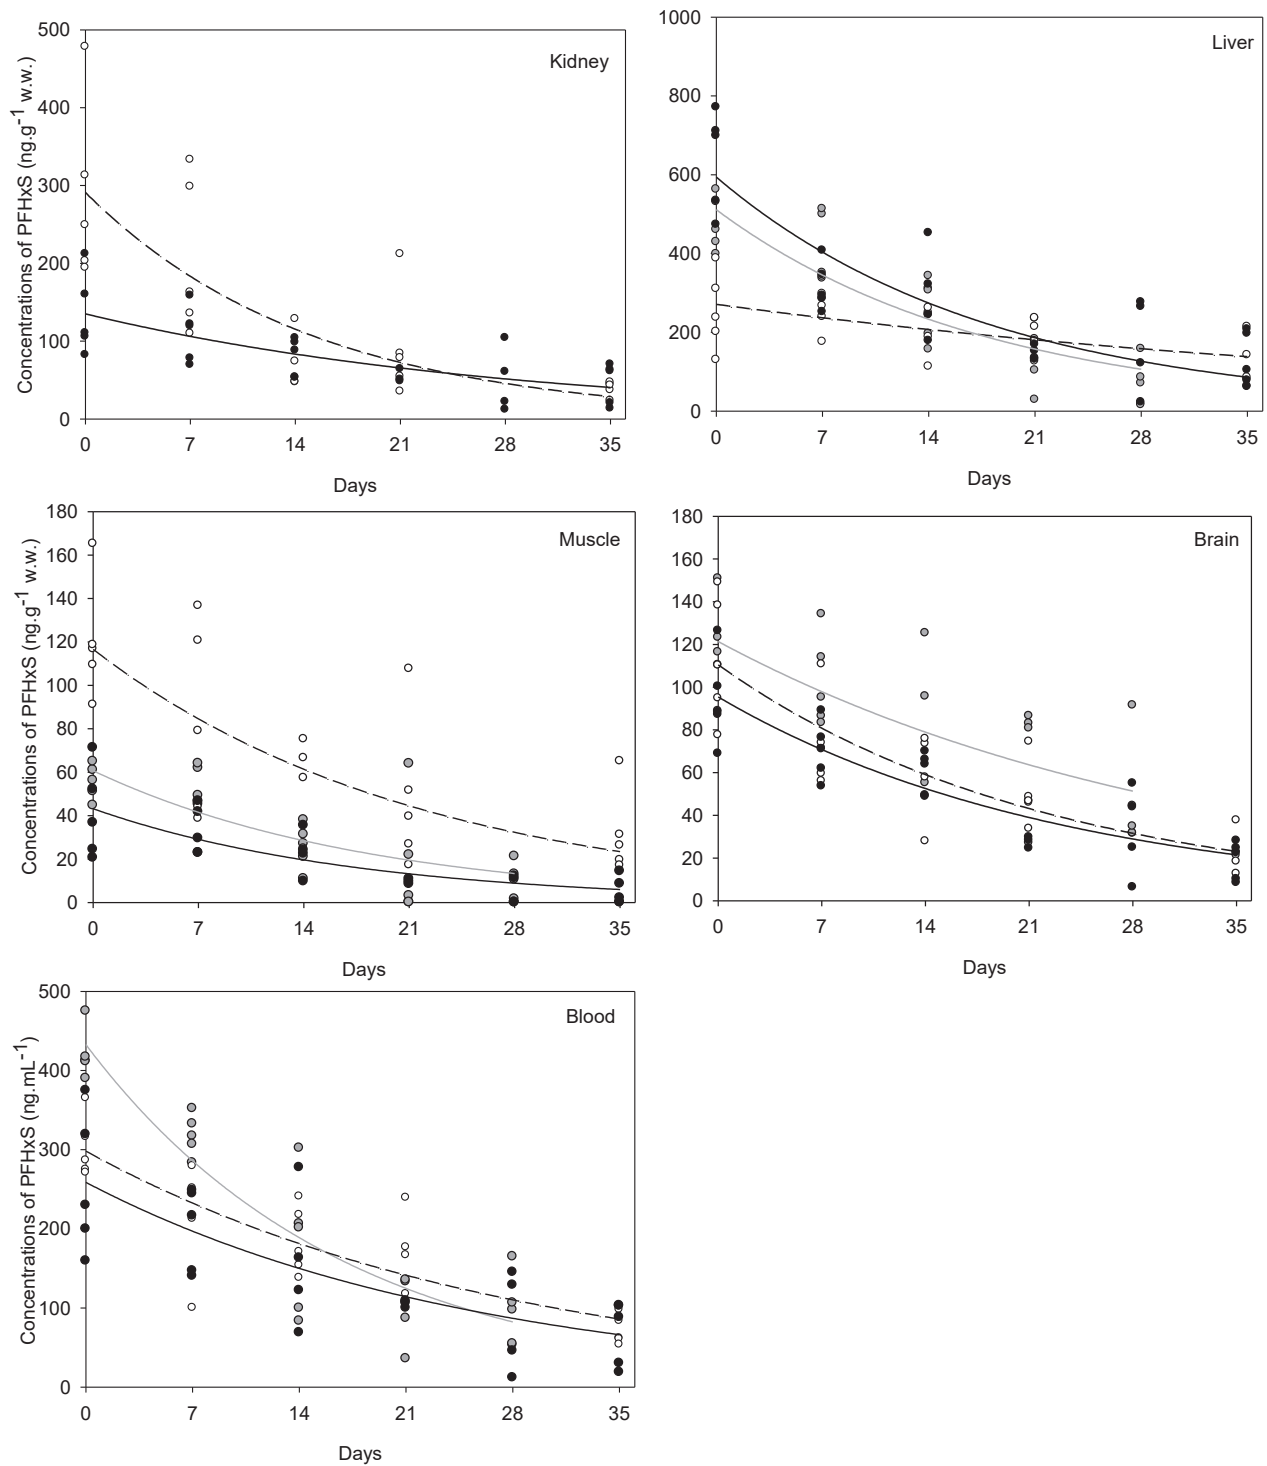 Kidney
Concentrations of PFHxS (ng.g⁻¹ w.w.)
500
400
300
200
100
0
0 7 14 21 28 35
Days
Liver
1000
800
600
400
200
0
0 7 14 21 28 35
Days
Muscle
Concentrations of PFHxS (ng.g⁻¹ w.w.)
180
160
140
120
100
80
60
40
20
0
0 7 14 21 28 35
Days
Brain
180
160
140
120
100
80
60
40
20
0
0 7 14 21 28 35
Days
Blood
Concentrations of PFHxS (ng.mL⁻¹)
500
400
300
200
100
0
0 7 14 21 28 35
Days